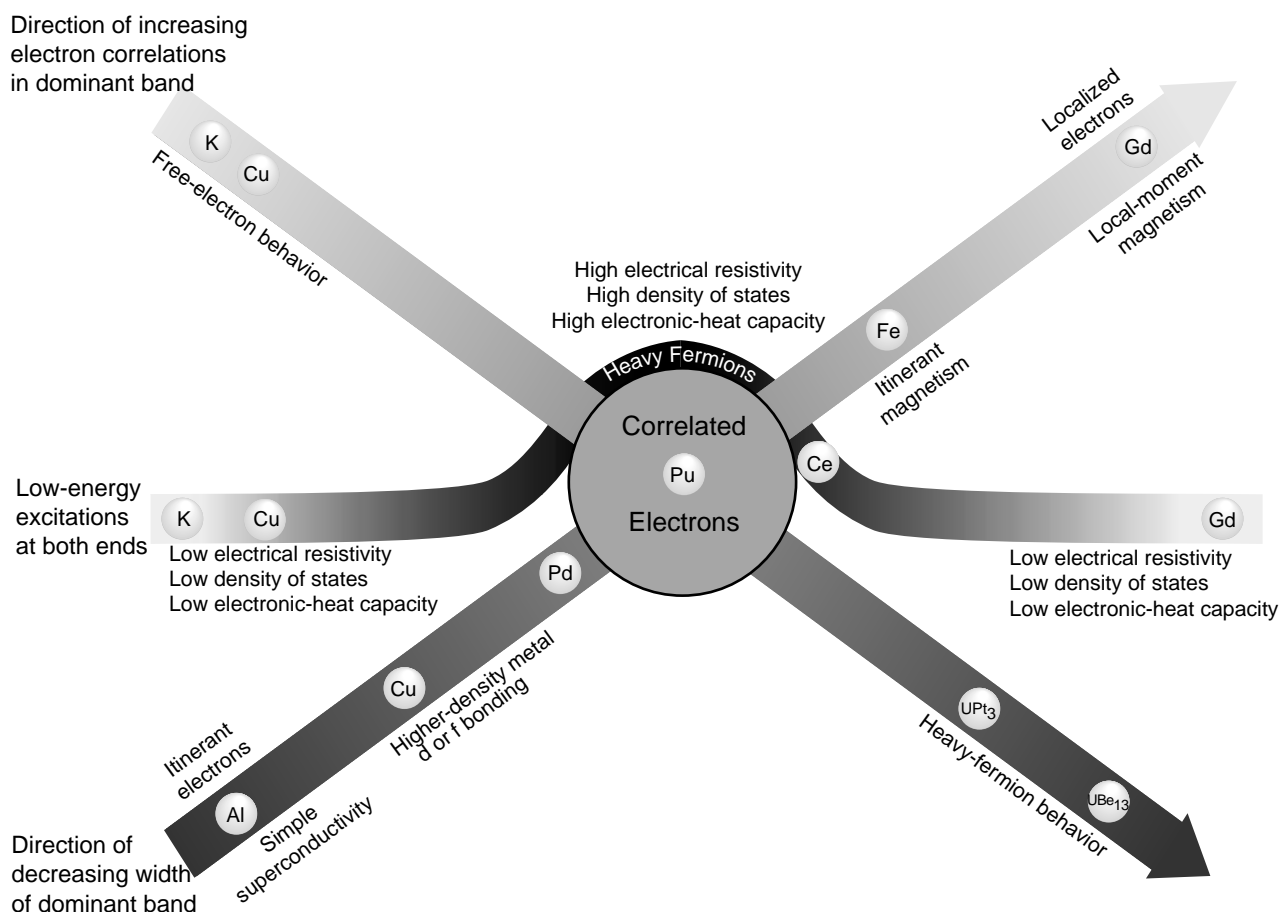 Direction of increasing
electron correlations
in dominant band
K
Cu
Free-electron behavior
Localized
electrons
Gd
Local-moment
magnetism
High electrical resistivity
High density of states
High electronic-heat capacity
Fe
Itinerant
magnetism
Heavy Fermions
Correlated
Pu
Electrons
Ce
Low-energy
excitations
at both ends
K
Cu
Low electrical resistivity
Low density of states
Low electronic-heat capacity
Gd
Low electrical resistivity
Low density of states
Low electronic-heat capacity
Pd
Cu
Higher-density metal
d or f bonding
Itinerant
electrons
Al
Simple
superconductivity
UPt3
UBe13
Heavy-fermion behavior
Direction of
decreasing width
of dominant band